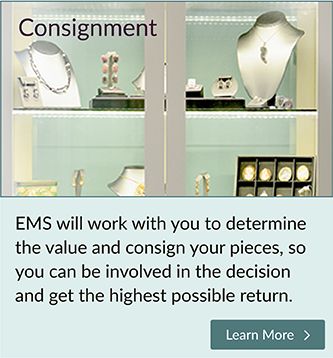 Consignment
EMS will work with you to determine
the value and consign your pieces, so
you can be involved in the decision
and get the highest possible return.
Learn More >